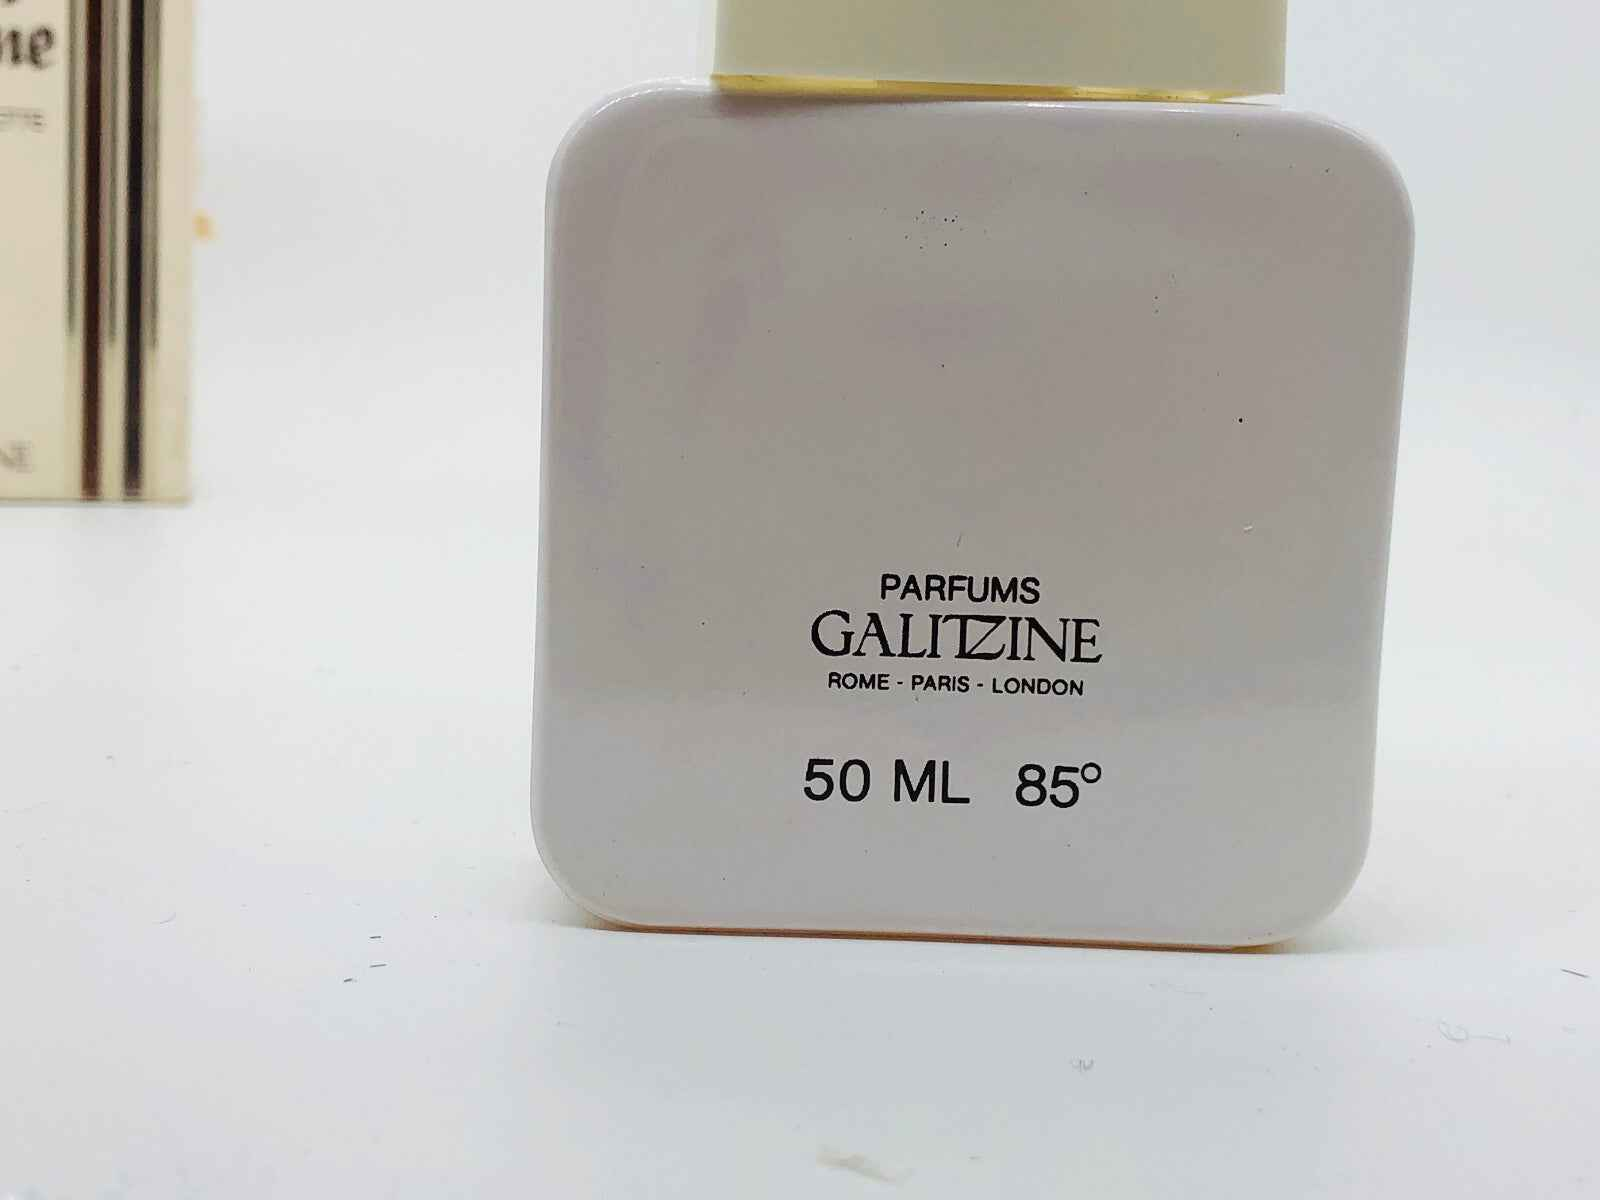 PARFUMS
GALITZINE
ROME - PARIS - LONDON
50 ML 85°